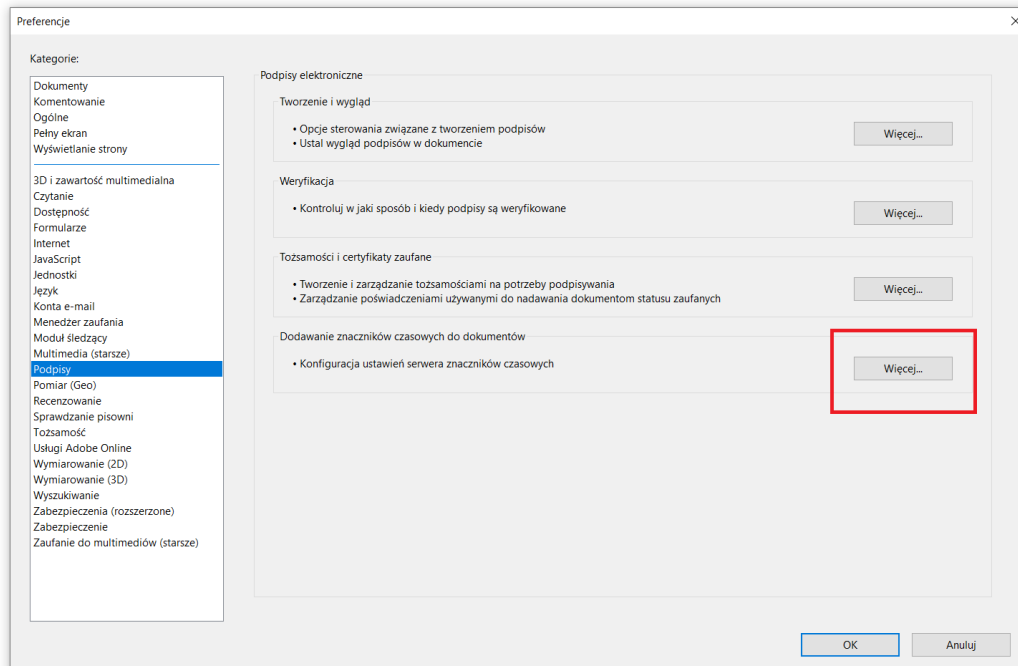 Preferencje
Kategorie:
Dokumenty
Komentowanie
Ogólne
Pełny ekran
Wyświetlanie strony
3D i zawartość multimedialna
Czytanie
Dostępność
Formularze
Internet
JavaScript
Jednostki
Język
Konta e-mail
Menedżer zaufania
Moduł śledzący
Multimedia (starsze)
Podpisy
Pomiar (Geo)
Recenzowanie
Sprawdzanie pisowni
Tożsamość
Usługi Adobe Online
Wymiarowanie (2D)
Wymiarowanie (3D)
Wyszukiwanie
Zabezpieczenia (rozszerzone)
Zabezpieczenie
Zaufanie do multimediów (starsze)
Podpisy elektroniczne
Tworzenie i wygląd
• Opcje sterowania związane z tworzeniem podpisów
• Ustal wygląd podpisów w dokumencie
Więcej...
Weryfikacja
• Kontroluj w jaki sposób i kiedy podpisy są weryfikowane
Więcej...
Tożsamości i certyfikaty zaufane
• Tworzenie i zarządzanie tożsamościami na potrzeby podpisywania
• Zarządzanie poświadczeniami używanymi do nadawania dokumentom statusu zaufanych
Więcej...
Dodawanie znaczników czasowych do dokumentów
• Konfiguracja ustawień serwera znaczników czasowych
Więcej...
OK
Anuluj